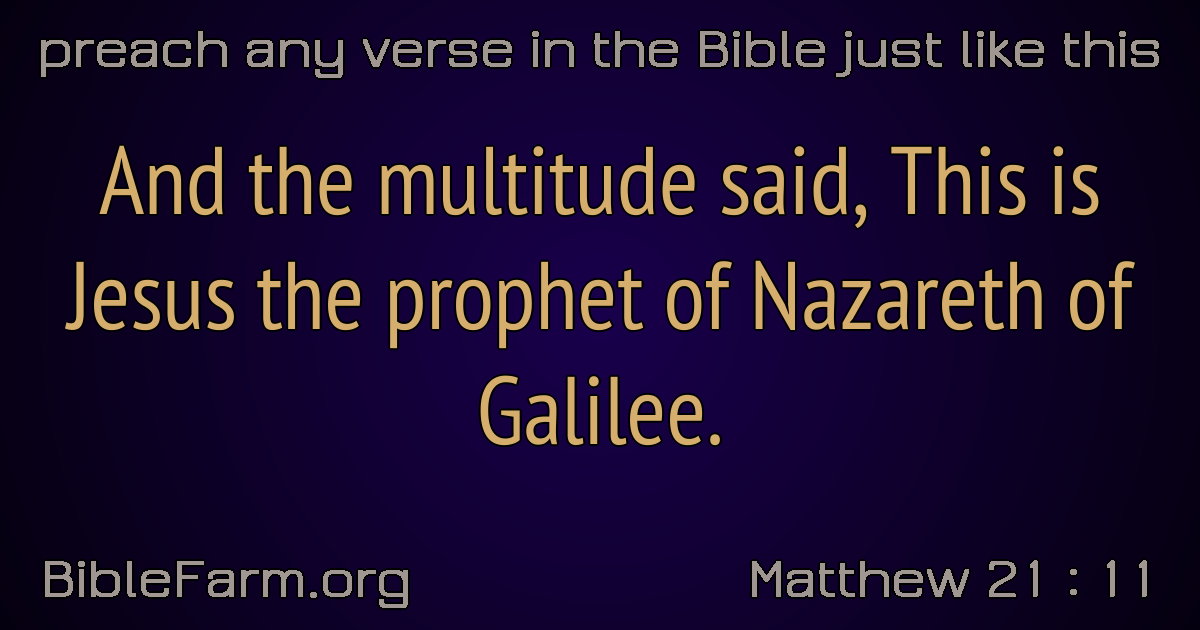 preach any verse in the Bible just like this
And the multitude said, This is
Jesus the prophet of Nazareth of
Galilee.
BibleFarm.org
Matthew 21 : 11